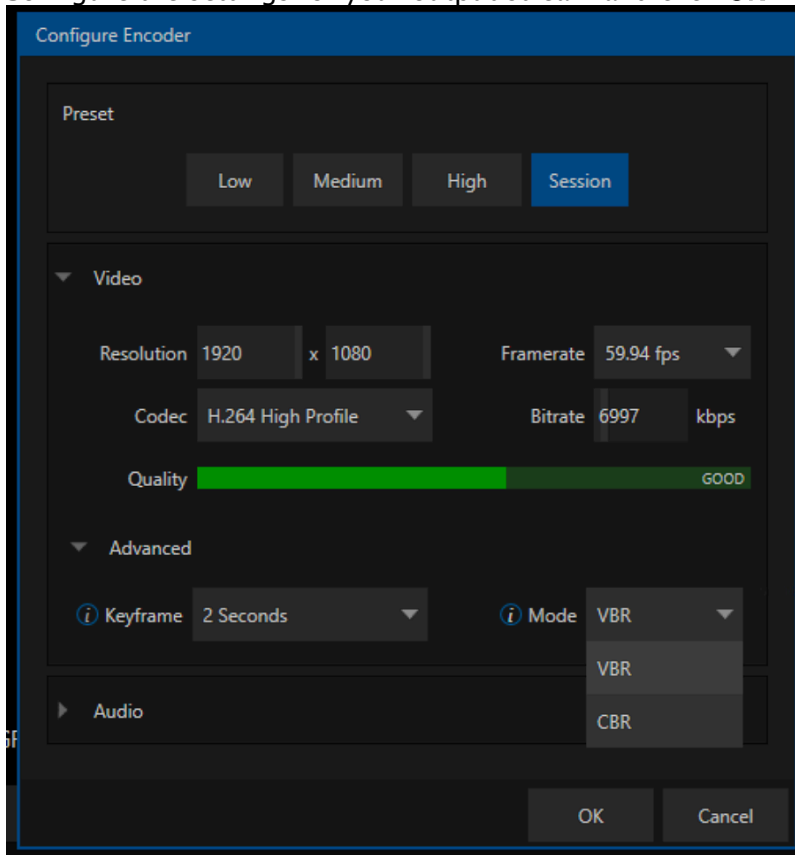 Configure Encoder
Preset
Low Medium High Session
Video
Resolution 1920 x 1080 Framerate 59.94 fps
Codec H.264 High Profile Bitrate 6997 kbps
Quality GOOD
Advanced
i Keyframe 2 Seconds i Mode VBR
VBR
Audio
CBR
OK Cancel